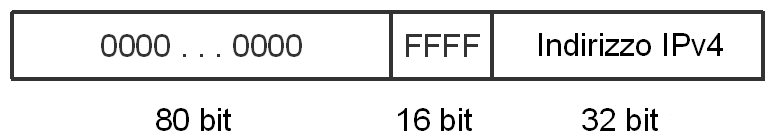 0000 . . . 0000 FFFF Indirizzo IPv4
80 bit 16 bit 32 bit